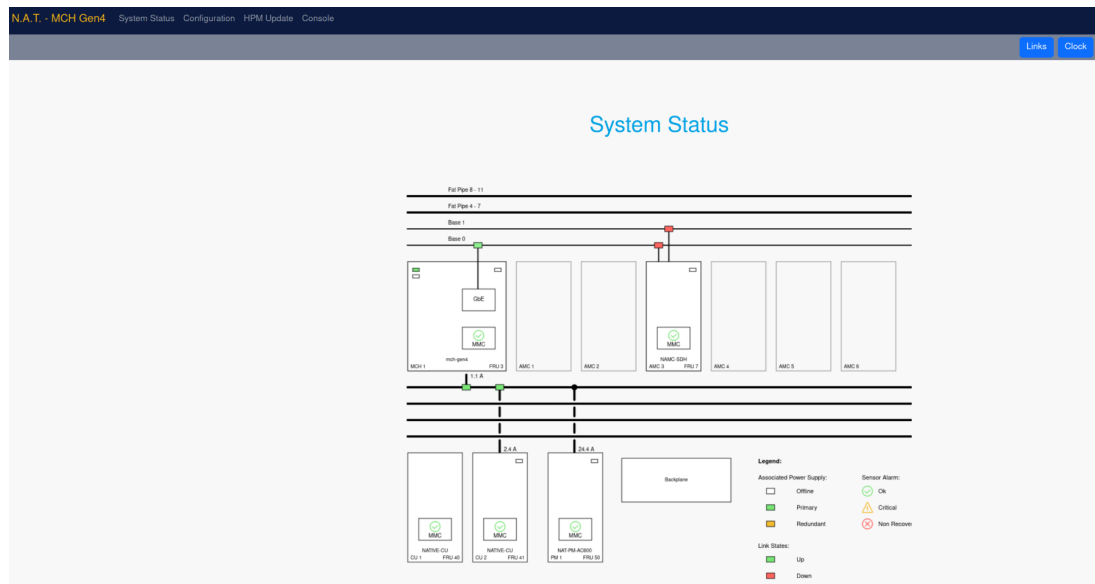 N.A.T. - MCH Gen4 System Status Configuration HPM Update Console
Links Clock
System Status
Fat Pipe 8 - 11
Fat Pipe 4 - 7
Base 1
Base 0
GbE
MMC
mch-gen4
MCH 1 FRU 3
AMC 1
AMC 2
MMC
NAMC-SDH
AMC 3 FRU 7
AMC 4
AMC 5
AMC 6
1.1 A
2.4 A
24.4 A
MMC
NATIVE-CU
CU 1 FRU 40
MMC
NATIVE-CU
CU 2 FRU 41
MMC
NAT-PM-AC600
PM 1 FRU 50
Backplane
Legend:
Associated Power Supply:
Offline
Primary
Redundant
Sensor Alarm:
Ok
Critical
Non Recover
Link States:
Up
Down